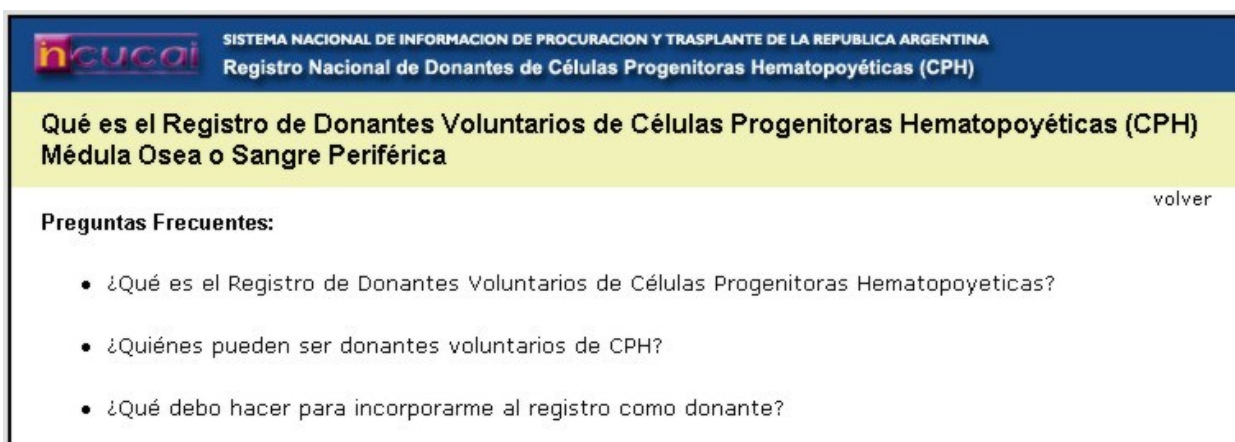 incucai
SISTEMA NACIONAL DE INFORMACION DE PROCURACION Y TRASPLANTE DE LA REPUBLICA ARGENTINA
Registro Nacional de Donantes de Células Progenitoras Hematopoyéticas (CPH)
Qué es el Registro de Donantes Voluntarios de Células Progenitoras Hematopoyéticas (CPH)
Médula Osea o Sangre Periférica
volver
Preguntas Frecuentes:
• ¿Qué es el Registro de Donantes Voluntarios de Células Progenitoras Hematopoyeticas?
• ¿Quiénes pueden ser donantes voluntarios de CPH?
• ¿Qué debo hacer para incorporarme al registro como donante?